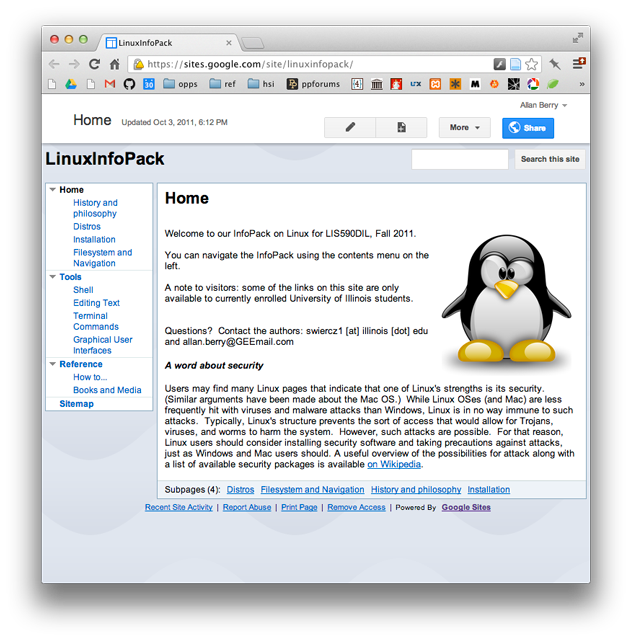 LinuxInfoPack
https://sites.google.com/site/linuxinfopack/
30 opps ref hsi ppforums [4] ux M »
Allan Berry
Home Updated Oct 3, 2011, 6:12 PM More Share
LinuxInfoPack Search this site
Home
History and
philosophy
Distros
Installation
Filesystem and
Navigation
Tools
Shell
Editing Text
Terminal
Commands
Graphical User
Interfaces
Reference
How to...
Books and Media
Sitemap
Home
Welcome to our InfoPack on Linux for LIS590DIL, Fall 2011.
You can navigate the InfoPack using the contents menu on the
left.
A note to visitors: some of the links on this site are only
available to currently enrolled University of Illinois students.
Questions?  Contact the authors: swiercz1 [at] illinois [dot] edu
and allan.berry@GEEmail.com
A word about security
Users may find many Linux pages that indicate that one of Linux's strengths is its security.
(Similar arguments have been made about the Mac OS.)  While Linux OSes (and Mac) are less
frequently hit with viruses and malware attacks than Windows, Linux is in no way immune to such
attacks.  Typically, Linux's structure prevents the sort of access that would allow for Trojans,
viruses, and worms to harm the system.  However, such attacks are possible.  For that reason,
Linux users should consider installing security software and taking precautions against attacks,
just as Windows and Mac users should. A useful overview of the possibilities for attack along with
a list of available security packages is available on Wikipedia.
Subpages (4): Distros Filesystem and Navigation History and philosophy Installation
Recent Site Activity | Report Abuse | Print Page | Remove Access | Powered By Google Sites